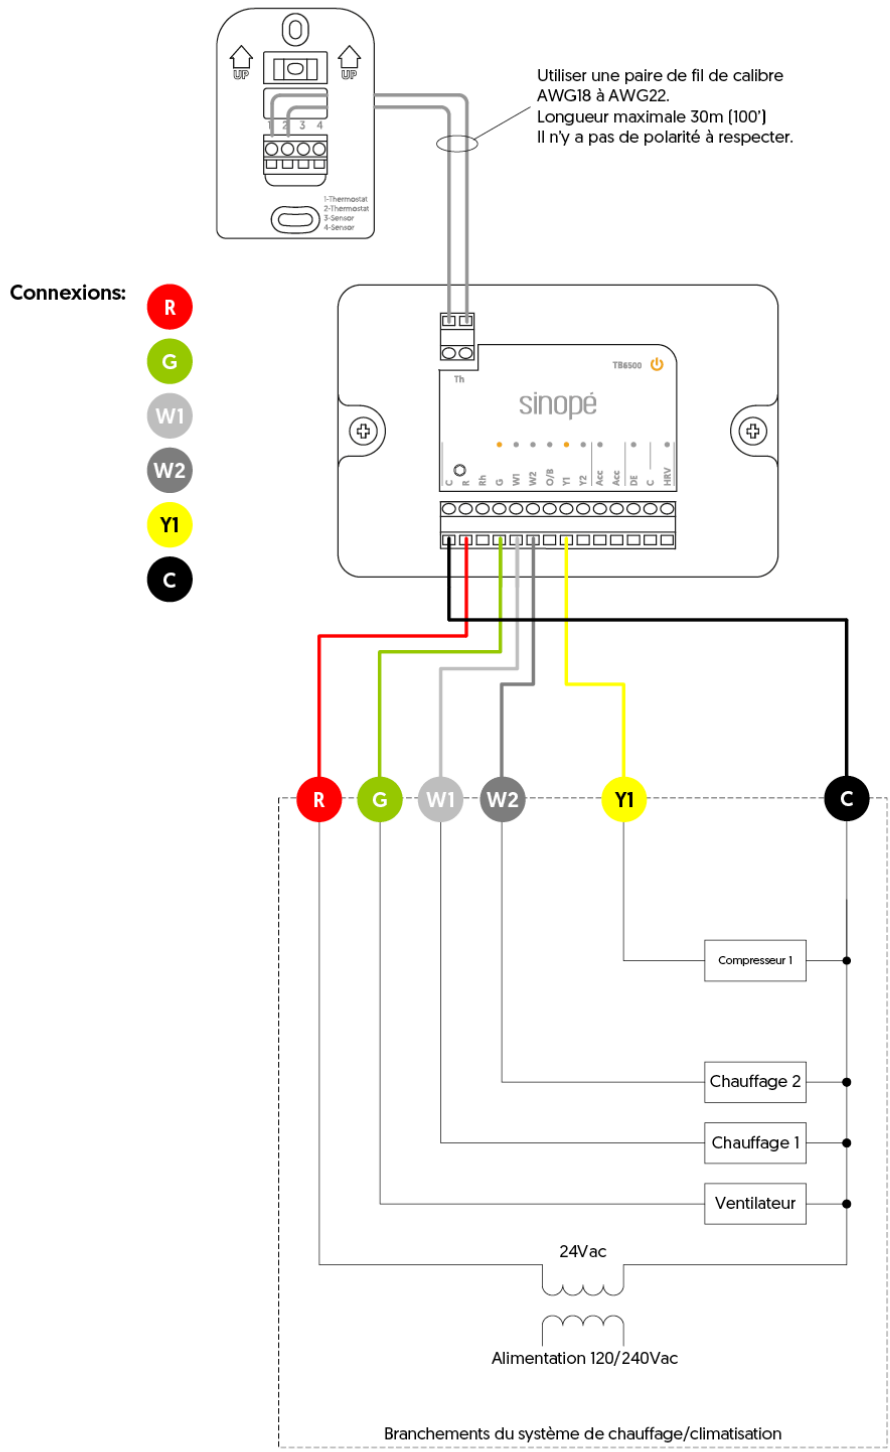 UP
UP
1 2 3 4
1-Thermostat
2-Thermostat
3-Sensor
4-Sensor
Utiliser une paire de fil de calibre
AWG18 à AWG22.
Longueur maximale 30m (100')
Il n'y a pas de polarité à respecter.
Connexions:
R
G
W1
W2
Y1
C
Th
TB6500
sinopé
C R Rh G W1 W2 O/B Y1 Y2 Acc Acc DE C HRV
R G W1 W2 Y1 C
Compresseur 1
Chauffage 2
Chauffage 1
Ventilateur
24Vac
Alimentation 120/240Vac
Branchements du système de chauffage/climatisation